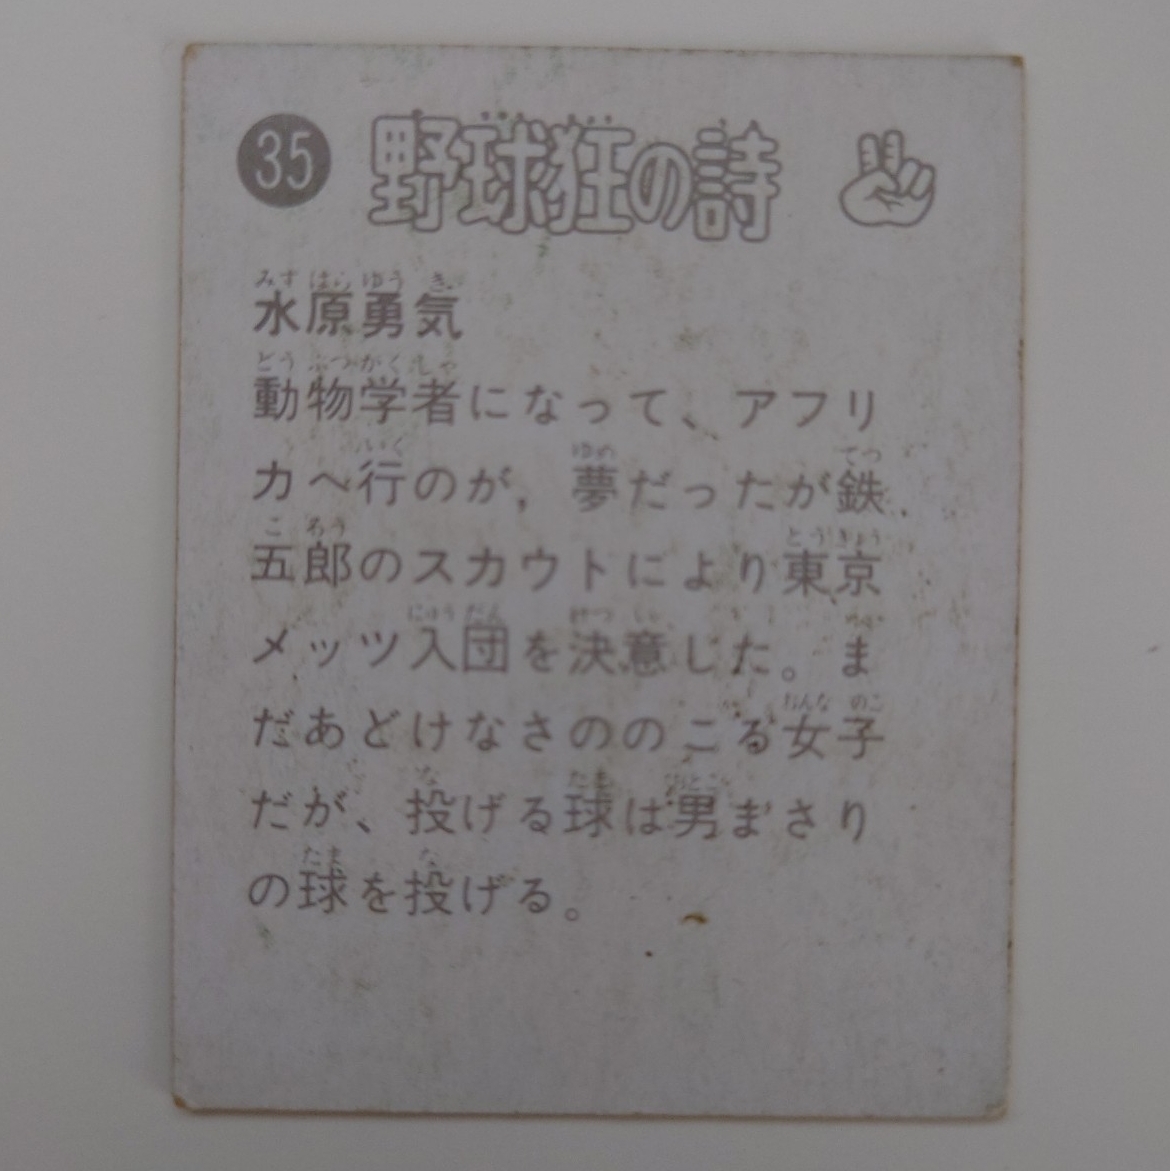 35 野球狂の詩
水原勇気
動物学者になって、アフリ
カへ行のが,夢だったが鉄
五郎のスカウトにより東京
メッツ入団を決意した。ま
だあどけなさののこる女子
だが、投げる球は男まさり
の球を投げる。